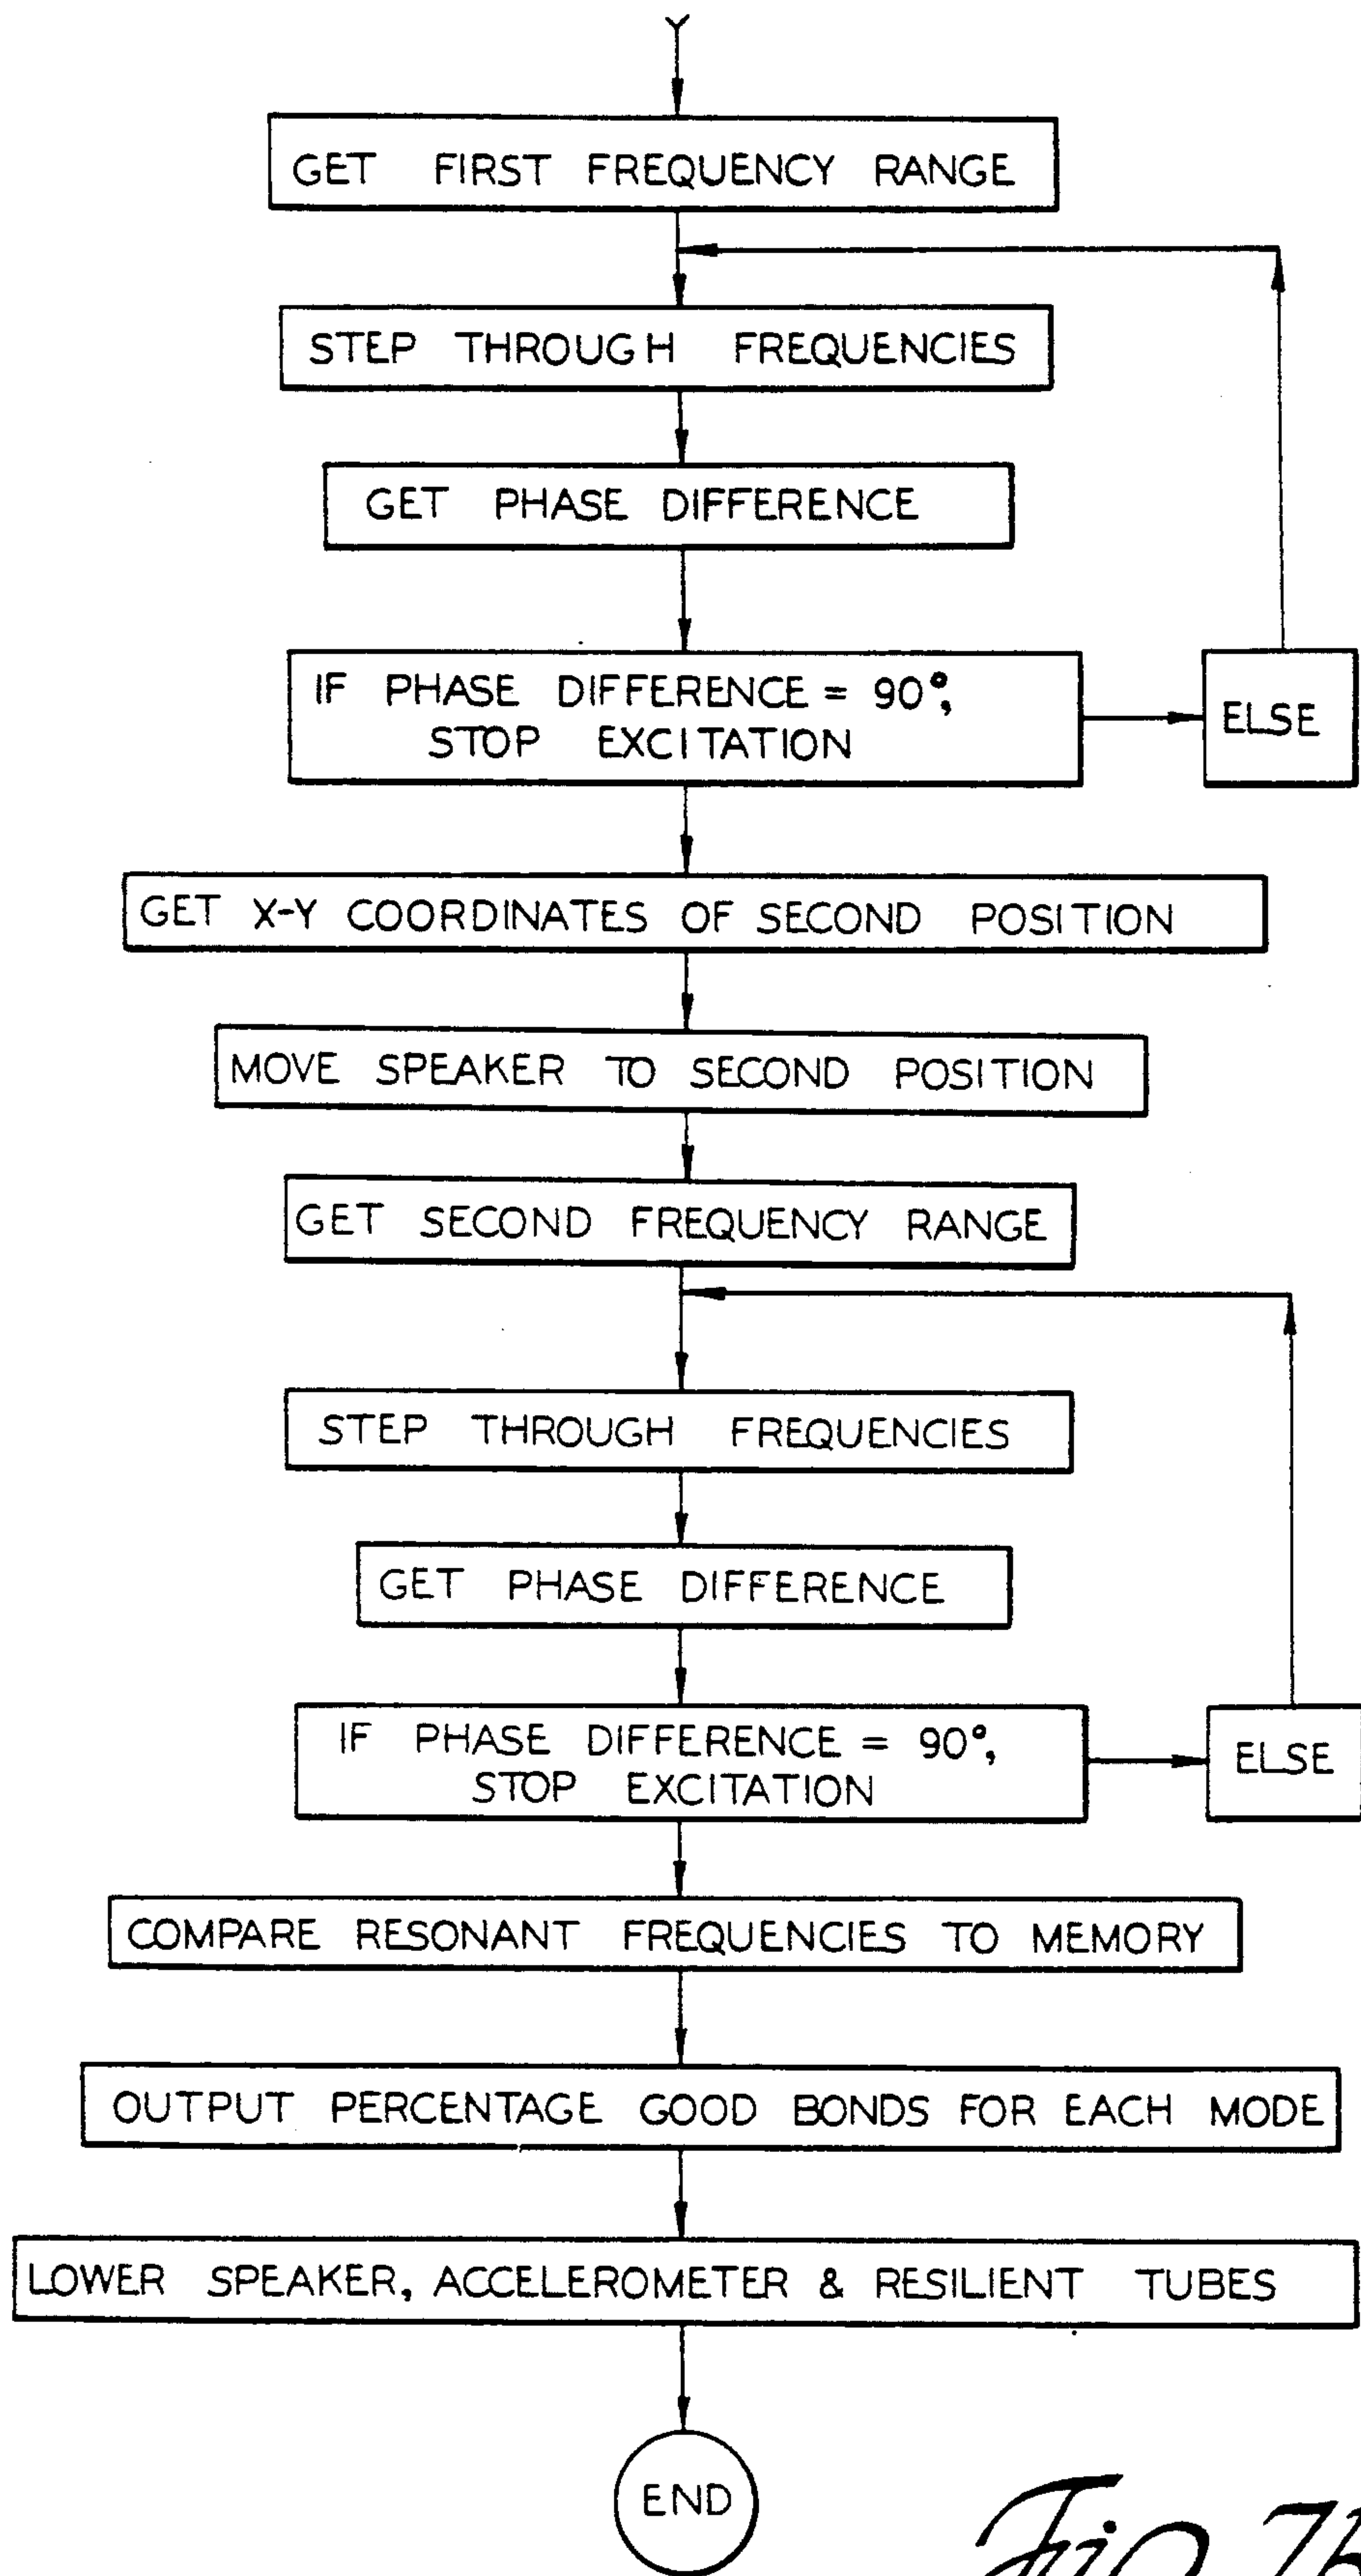 GET FIRST FREQUENCY RANGE
STEP THROUGH FREQUENCIES
GET PHASE DIFFERENCE
IF PHASE DIFFERENCE = 90°,
STOP EXCITATION
ELSE
GET X-Y COORDINATES OF SECOND POSITION
MOVE SPEAKER TO SECOND POSITION
GET SECOND FREQUENCY RANGE
STEP THROUGH FREQUENCIES
GET PHASE DIFFERENCE
IF PHASE DIFFERENCE = 90°,
STOP EXCITATION
ELSE
COMPARE RESONANT FREQUENCIES TO MEMORY
OUTPUT PERCENTAGE GOOD BONDS FOR EACH MODE
LOWER SPEAKER, ACCELEROMETER & RESILIENT TUBES
END
Fig. 7b